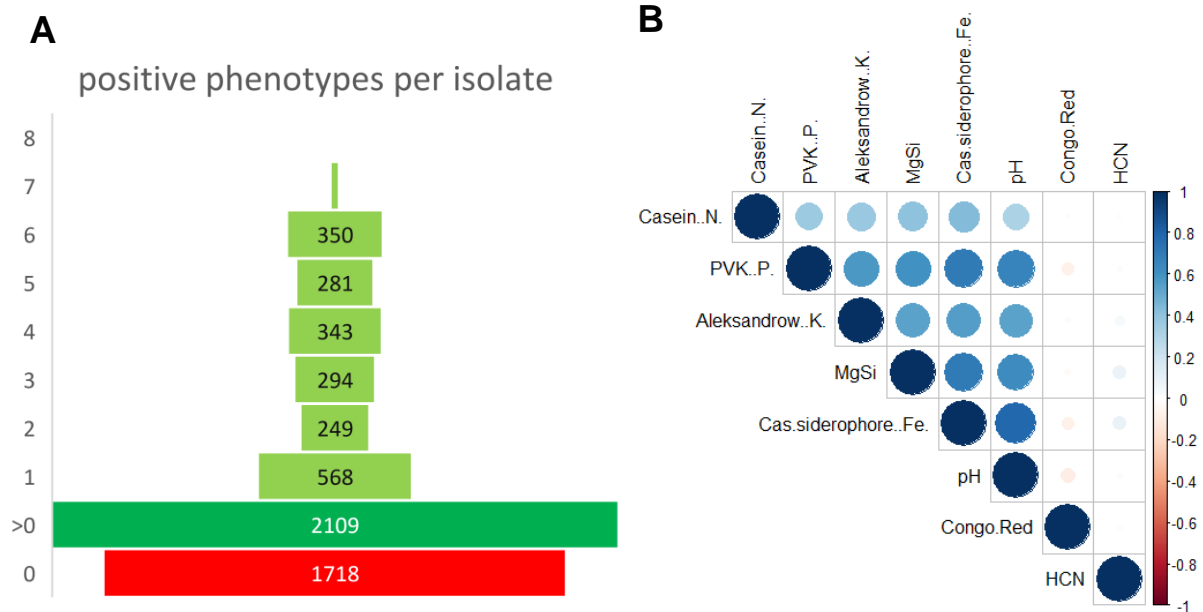 A
positive phenotypes per isolate
8
7
6
350
5
281
4
343
3
294
2
249
1
568
>0
2109
0
1718
B
Casein..N.
PVK..P.
Aleksandrow..K.
MgSi
Cas.siderophore..Fe.
pH
Congo.Red
HCN
Casein..N.
PVK..P.
Aleksandrow..K.
MgSi
Cas.siderophore..Fe.
pH
Congo.Red
HCN
1
0.8
0.6
0.4
0.2
0
-0.2
-0.4
-0.6
-0.8
-1